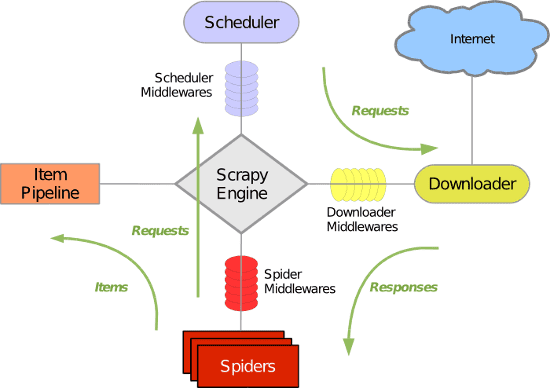 Scheduler
Internet
Scheduler
Middlewares
Requests
Item
Pipeline
Scrapy
Engine
Downloader
Downloader
Middlewares
Requests
Spider
Middlewares
Items
Responses
Spiders